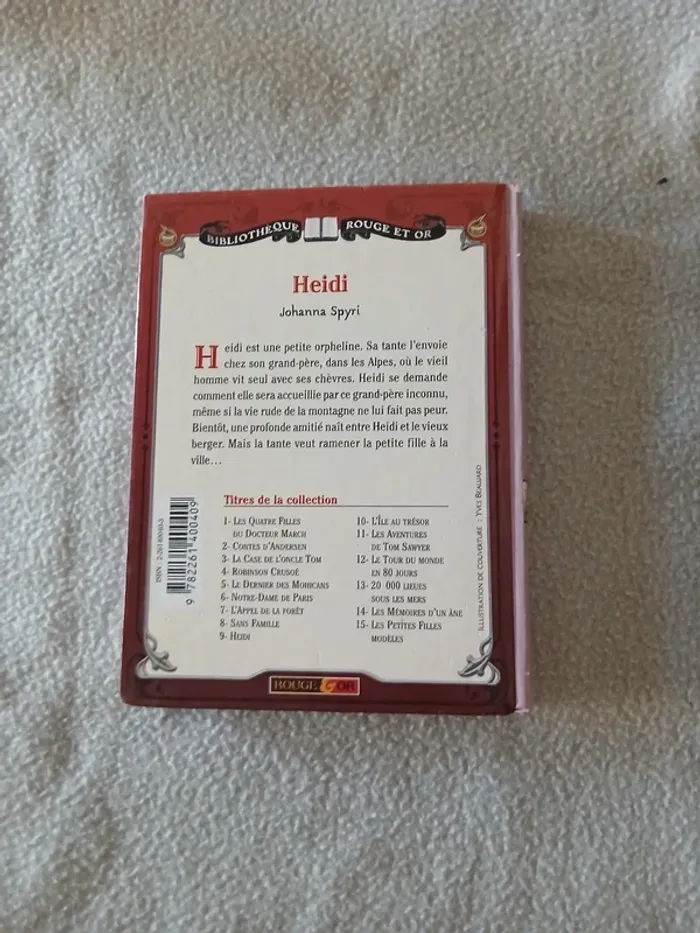 BIBLIOTHEQUE ROUGE ET OR
Heidi
Johanna Spyri
Heidi est une petite orpheline. Sa tante l'envoie
chez son grand-père, dans les Alpes, où le vieil
homme vit seul avec ses chèvres. Heidi se demande
comment elle sera accueillie par ce grand-père inconnu,
même si la vie rude de la montagne ne lui fait pas peur.
Bientôt, une profonde amitié naît entre Heidi et le vieux
berger. Mais la tante veut ramener la petite fille à la
ville…
Titres de la collection
1- Les Quatre Filles
du Docteur March
2- Contes d'Andersen
3- La Case de l'oncle Tom
4- Robinson Crusoé
5- Le Dernier des Mohicans
6- Notre-Dame de Paris
7- L'Appel de la forêt
8- Sans Famille
9- Heidi
10- L'Île au trésor
11- Les Aventures
de Tom Sawyer
12- Le Tour du monde
en 80 jours
13- 20 000 lieues
sous les mers
14- Les Mémoires d'un âne
15- Les Petites Filles
modèles
ISBN : 2-26140040-3
9 782261 400409
Illustration de couverture : Yves Beaujard
ROUGE & OR